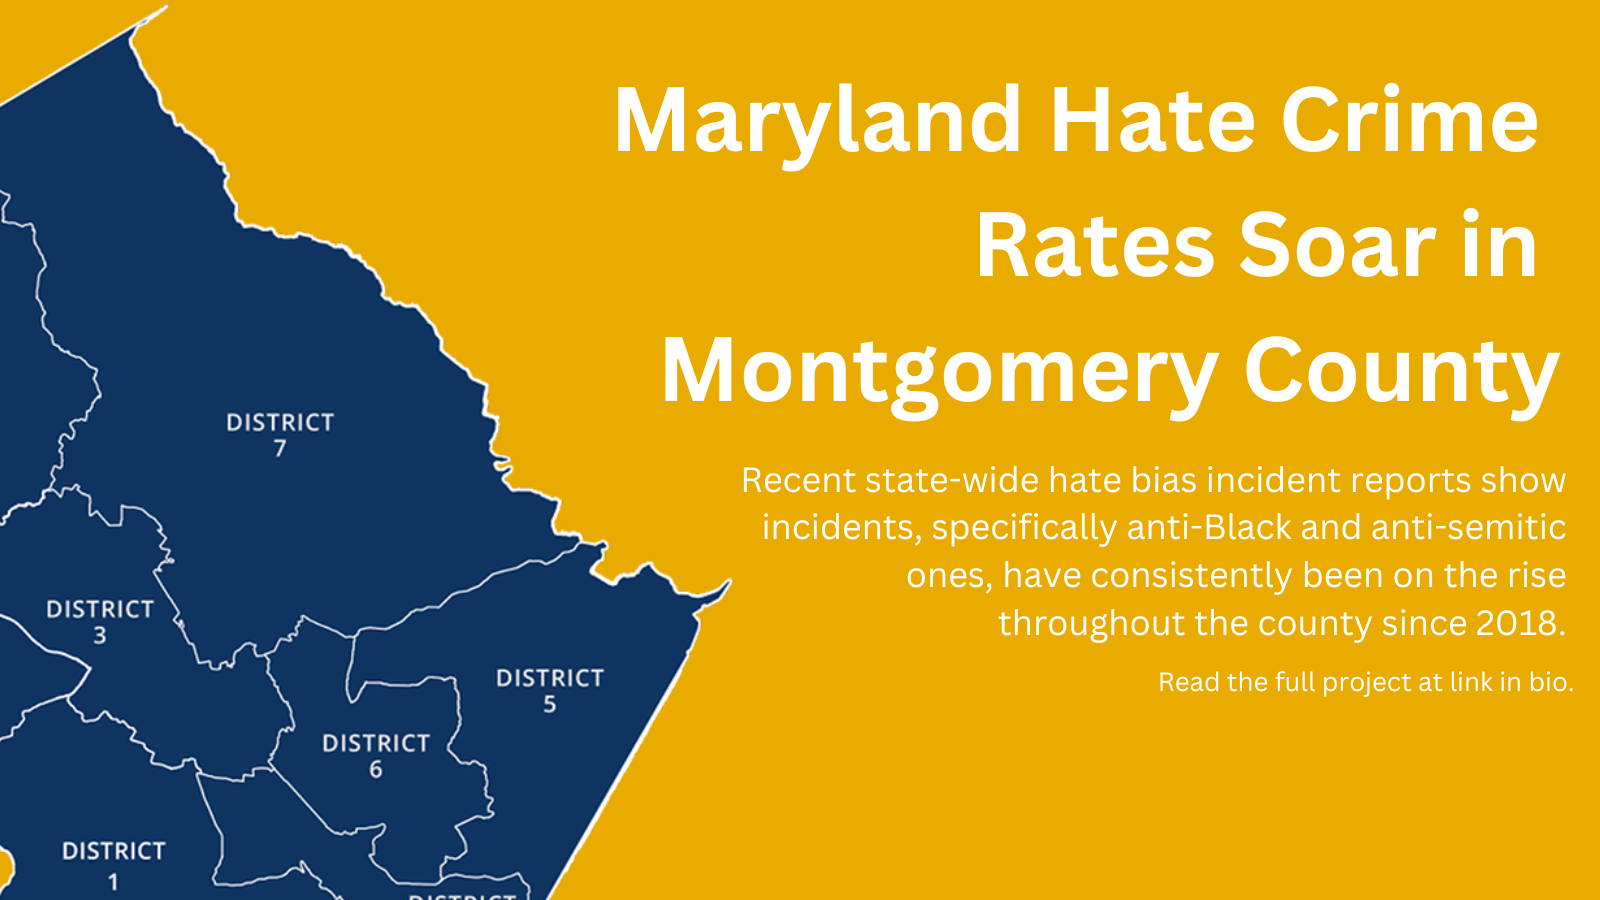 Maryland Hate Crime
Rates Soar in
Montgomery County
Recent state-wide hate bias incident reports show
incidents, specifically anti-Black and anti-semitic
ones, have consistently been on the rise
throughout the county since 2018.
Read the full project at link in bio.
DISTRICT
7
DISTRICT
3
DISTRICT
5
DISTRICT
6
DISTRICT
1
DISTRICT